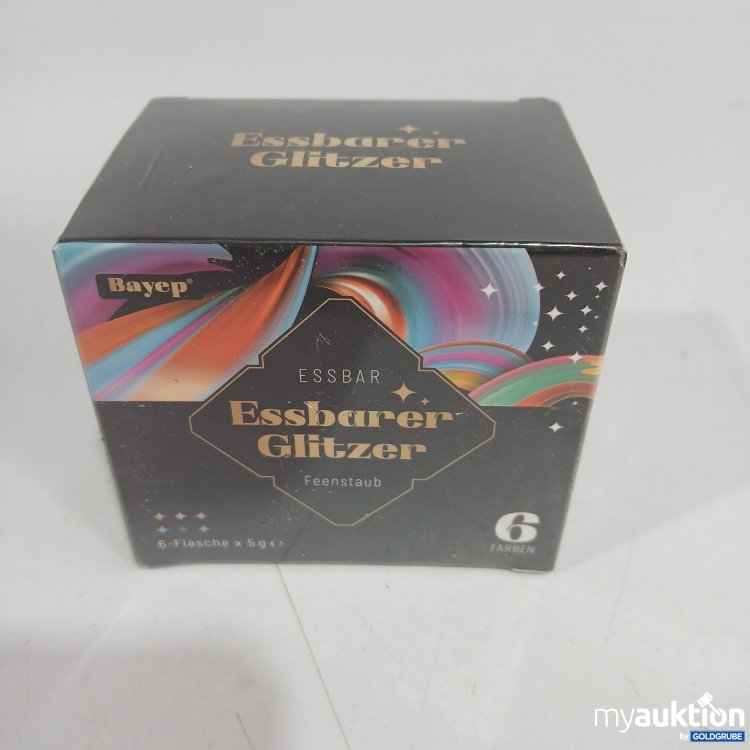 Essbarer
Glitzer
Bayep®
ESSBAR
Essbarer
Glitzer
Feenstaub
6-Flasche x 5g e
6
FARBEN
myauktion
by GOLDGRUBE